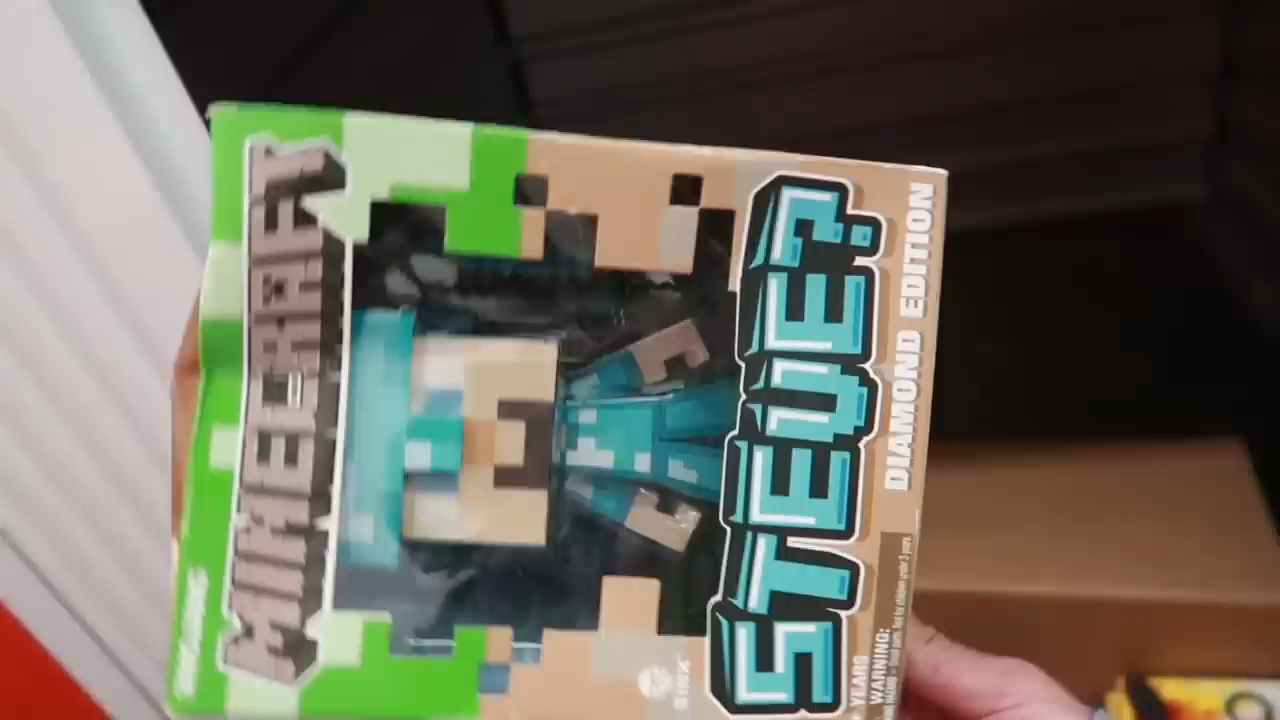 MINECRAFT
STEVE?
DIAMOND EDITION
YEARS
WARNING: